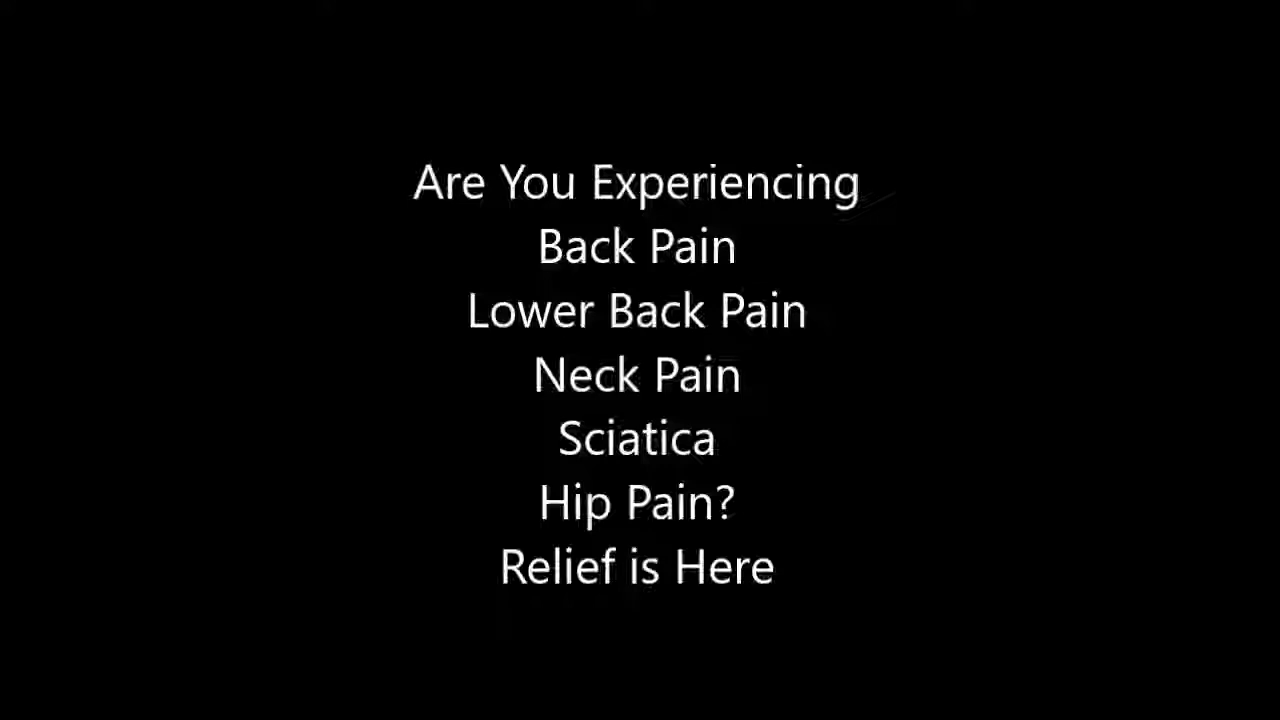 Are You Experiencing
Back Pain
Lower Back Pain
Neck Pain
Sciatica
Hip Pain?
Relief is Here